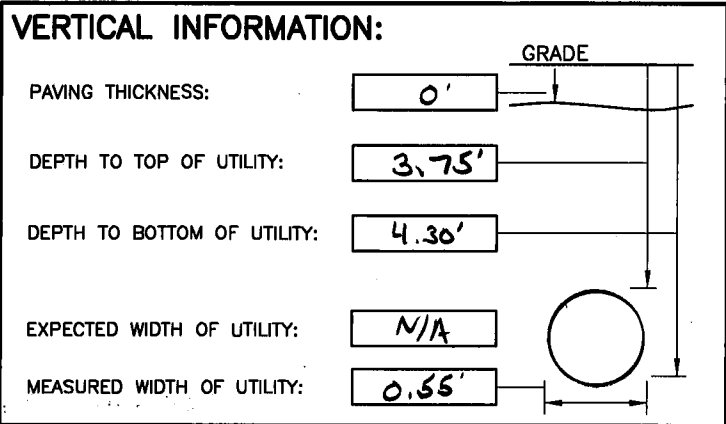 VERTICAL INFORMATION:
GRADE
PAVING THICKNESS: 0'
DEPTH TO TOP OF UTILITY: 3.75'
DEPTH TO BOTTOM OF UTILITY: 4.30'
EXPECTED WIDTH OF UTILITY: N/A
MEASURED WIDTH OF UTILITY: 0.55'